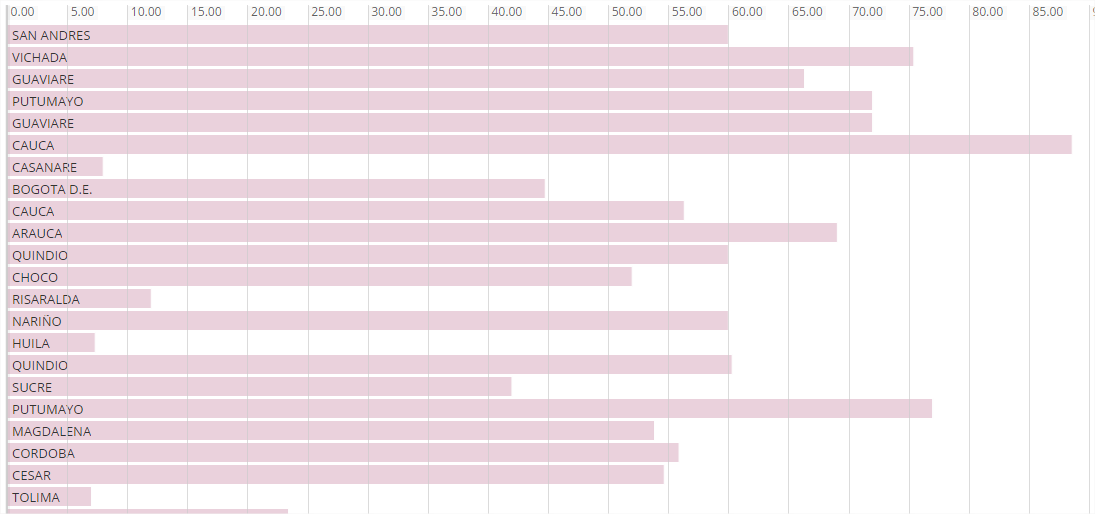 0.00 5.00 10.00 15.00 20.00 25.00 30.00 35.00 40.00 45.00 50.00 55.00 60.00 65.00 70.00 75.00 80.00 85.00
SAN ANDRES
VICHADA
GUAVIARE
PUTUMAYO
GUAVIARE
CAUCA
CASANARE
BOGOTA D.E.
CAUCA
ARAUCA
QUINDIO
CHOCO
RISARALDA
NARIÑO
HUILA
QUINDIO
SUCRE
PUTUMAYO
MAGDALENA
CORDOBA
CESAR
TOLIMA